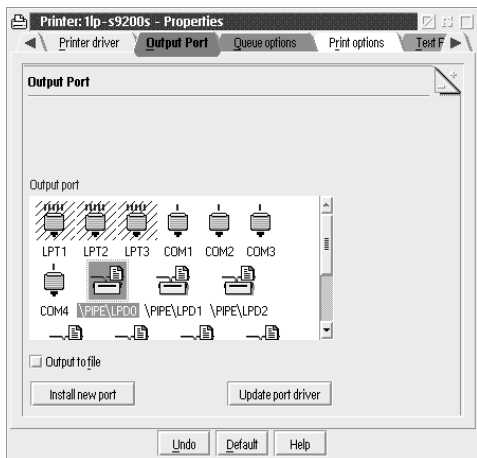 Printer: 1lp-s9200s - Properties
Printer driver Output Port Queue options Print options Text F
Output Port
Output port
LPT1 LPT2 LPT3 COM1 COM2 COM3
COM4 \PIPE\LPD0 \PIPE\LPD1 \PIPE\LPD2
Output to file
Install new port Update port driver
Undo Default Help